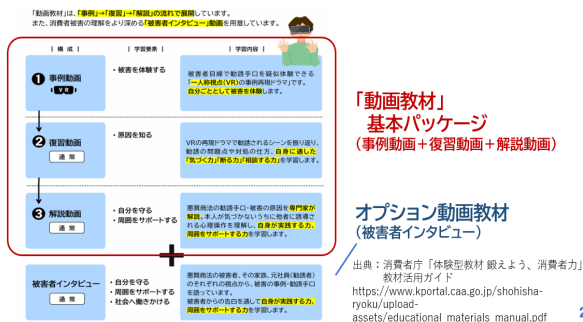 「動画教材」は、「事例」→「復習」→「解説」の流れで展開しています。
また、消費者被害の理解をより深める「被害者インタビュー」動画を用意しています。
| 構 成 |
| 学習要素 |
| 学習内容 |
❶ 事例動画
VR
・被害を体験する
被害者目線で勧誘手口を疑似体験できる
「一人称視点(VR)の事例再現ドラマ」です。
自分ごととして被害を体験します。
❷ 復習動画
通 常
・原因を知る
VRの再現ドラマで勧誘されるシーンを振り返り、
勧誘の問題点や対処の仕方、自身に適した
「気づく力」「断る力」「相談する力」を学習します。
❸ 解説動画
通 常
・自分を守る
・周囲をサポートする
悪質商法の勧誘手口・被害の原因を専門家が
解説。本人が気づかないうちに他者に誘導さ
れる心理操作を理解し、自身が実践する力、
周囲をサポートする力を学習します。
+
被害者インタビュー
通 常
・自分を守る
・周囲をサポートする
・社会へ働きかける
悪質商法の被害者、その家族、元社員(勧誘者)
のそれぞれの視点から、被害の事例・勧誘手口
を語っています。
被害者からの告白を通して自身が実践する力、
周囲をサポートする力を学習します。
「動画教材」
基本パッケージ
(事例動画+復習動画+解説動画)
オプション動画教材
(被害者インタビュー)
出典：消費者庁「体験型教材 鍛えよう、消費者力」
教材活用ガイド
https://www.kportal.caa.go.jp/shohisha-
ryoku/upload-
assets/educational_materials_manual.pdf